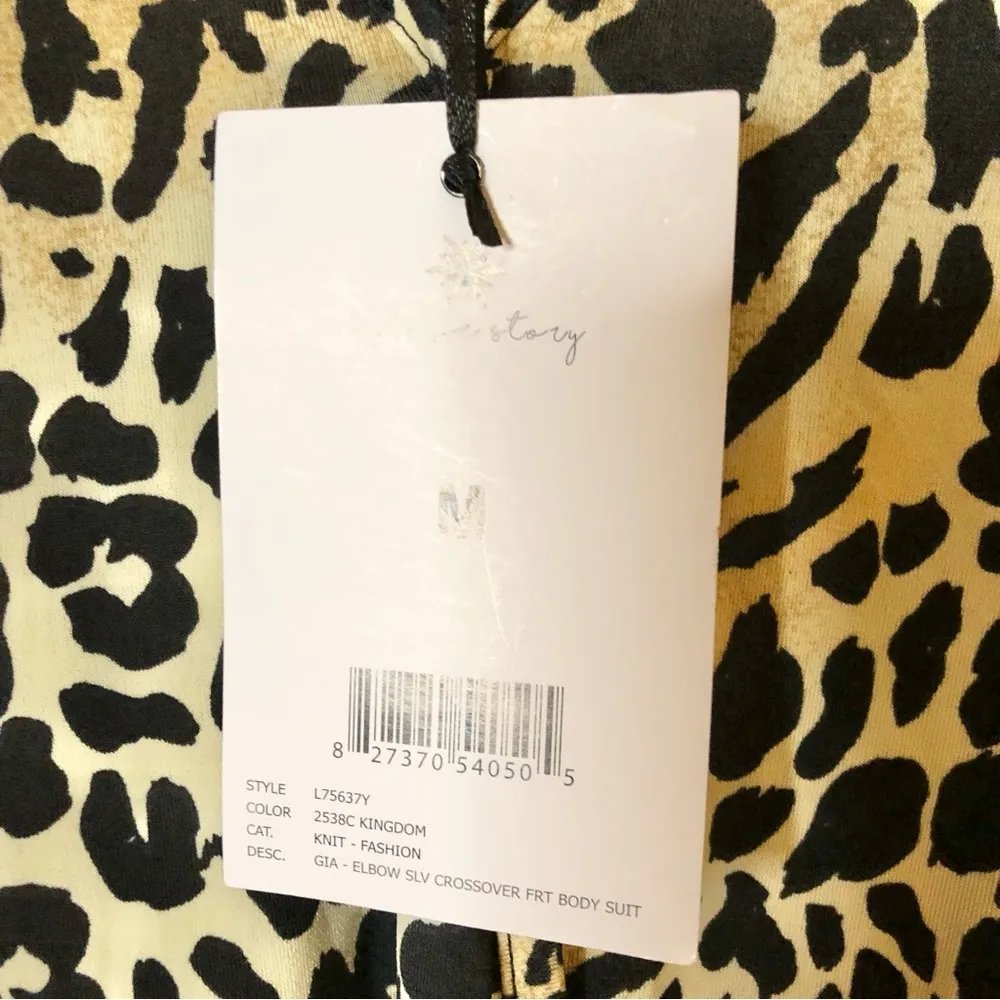 story
M
8 27370 54050 5
STYLE L75637Y
COLOR 2538C KINGDOM
CAT. KNIT - FASHION
DESC. GIA - ELBOW SLV CROSSOVER FRT BODY SUIT